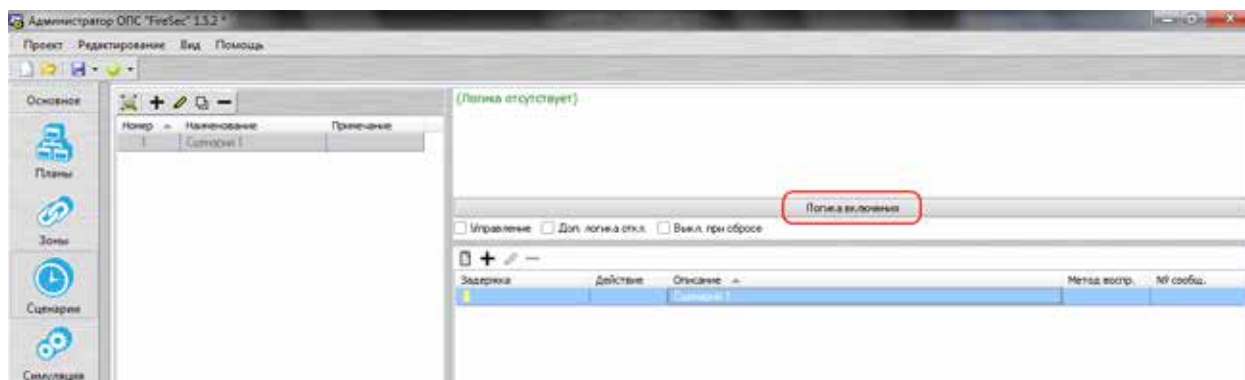 Администратор ОПС "FireSec" 1.5.2 *
Проект Редактирование Вид Помощь
Основное
Планы
Зоны
Сценарии
Симуляция
Номер Наименование Примечание
1 Сценарий 1
(Логика отсутствует)
Логика включения
Управление Доп. логика откл. Выкл. при сбросе
Задержка Действие Описание Метод воспр. № сообщ.
Сценарий 1